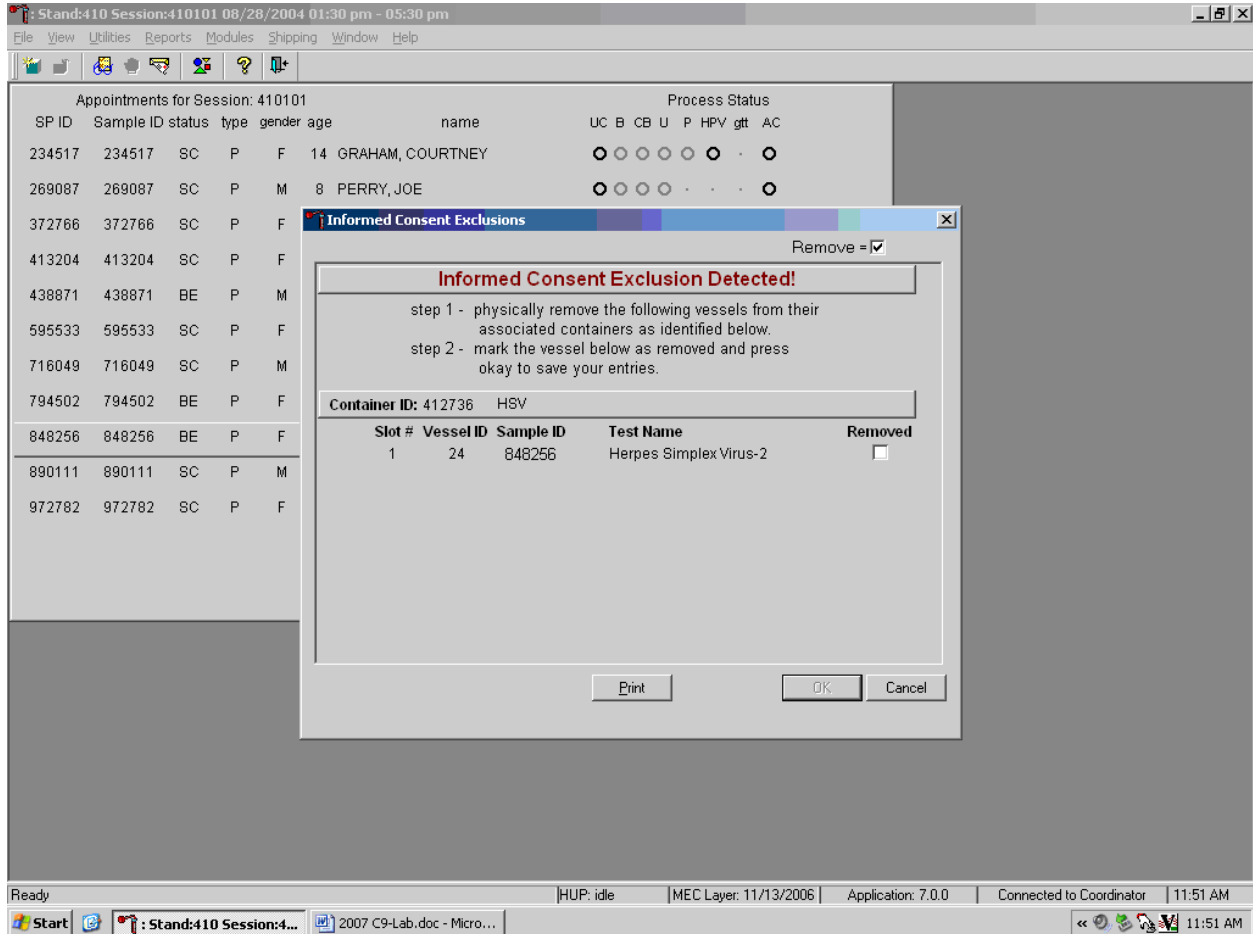 : Stand:410 Session:410101 08/28/2004 01:30 pm - 05:30 pm
File View Utilities Reports Modules Shipping Window Help
Appointments for Session: 410101 Process Status
SP ID Sample ID status type gender age name UC B CB U P HPV gtt AC
234517 234517 SC P F 14 GRAHAM, COURTNEY
269087 269087 SC P M 8 PERRY, JOE
372766 372766 SC P F
413204 413204 SC P F
438871 438871 BE P M
595533 595533 SC P F
716049 716049 SC P M
794502 794502 BE P F
848256 848256 BE P F
890111 890111 SC P M
972782 972782 SC P F
Informed Consent Exclusions
Remove =
Informed Consent Exclusion Detected!
step 1 - physically remove the following vessels from their
associated containers as identified below.
step 2 - mark the vessel below as removed and press
okay to save your entries.
Container ID: 412736 HSV
Slot # Vessel ID Sample ID Test Name Removed
1 24 848256 Herpes Simplex Virus-2
Print OK Cancel
Ready HUP: idle MEC Layer: 11/13/2006 Application: 7.0.0 Connected to Coordinator 11:51 AM
Start : Stand:410 Session:4... 2007 C9-Lab.doc - Micro... « 11:51 AM